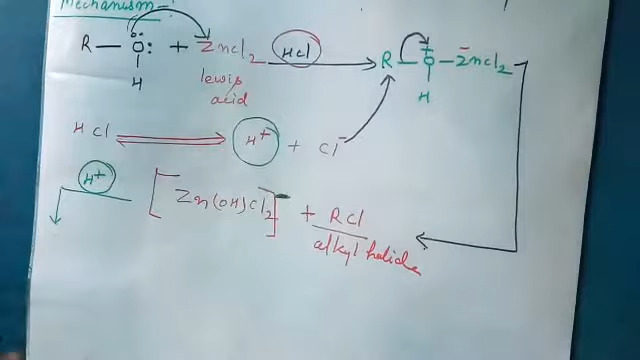 Mechanism -
R — O: + ZnCl2 HCl → R — O — ZnCl2
H
lewis
acid
H
HCl ⇌ H+ + Cl-
H+
[Zn(OH)Cl2]- + RCl
alkyl halide